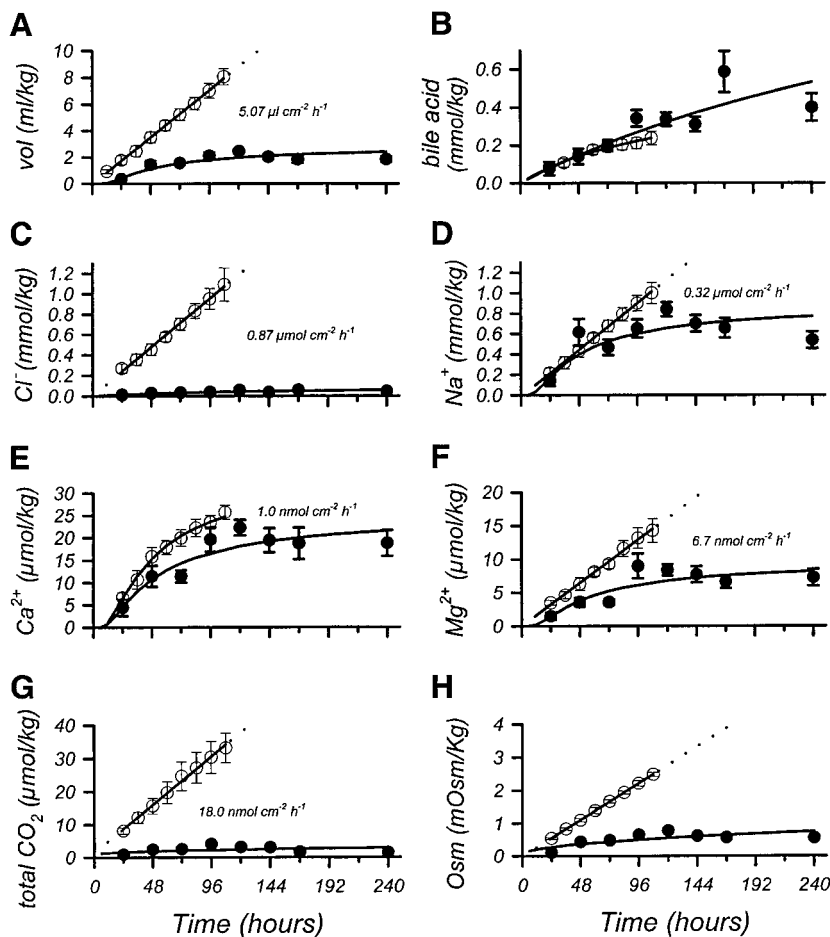 A
vol (ml/kg)
10
8
6
4
2
0
5.07 µl cm⁻² h⁻¹
B
bile acid
(mmol/kg)
0.6
0.4
0.2
0.0
C
Cl⁻ (mmol/kg)
1.2
1.0
0.8
0.6
0.4
0.2
0.0
0.87 µmol cm⁻² h⁻¹
D
Na⁺ (mmol/kg)
1.2
1.0
0.8
0.6
0.4
0.2
0.0
0.32 µmol cm⁻² h⁻¹
E
Ca²⁺ (µmol/kg)
30
25
20
15
10
5
0
1.0 nmol cm⁻² h⁻¹
F
Mg²⁺ (µmol/kg)
20
15
10
5
0
6.7 nmol cm⁻² h⁻¹
G
total CO₂ (µmol/kg)
40
30
20
10
0
18.0 nmol cm⁻² h⁻¹
0 48 96 144 192 240
Time (hours)
H
Osm (mOsm/Kg)
4
3
2
1
0
0 48 96 144 192 240
Time (hours)